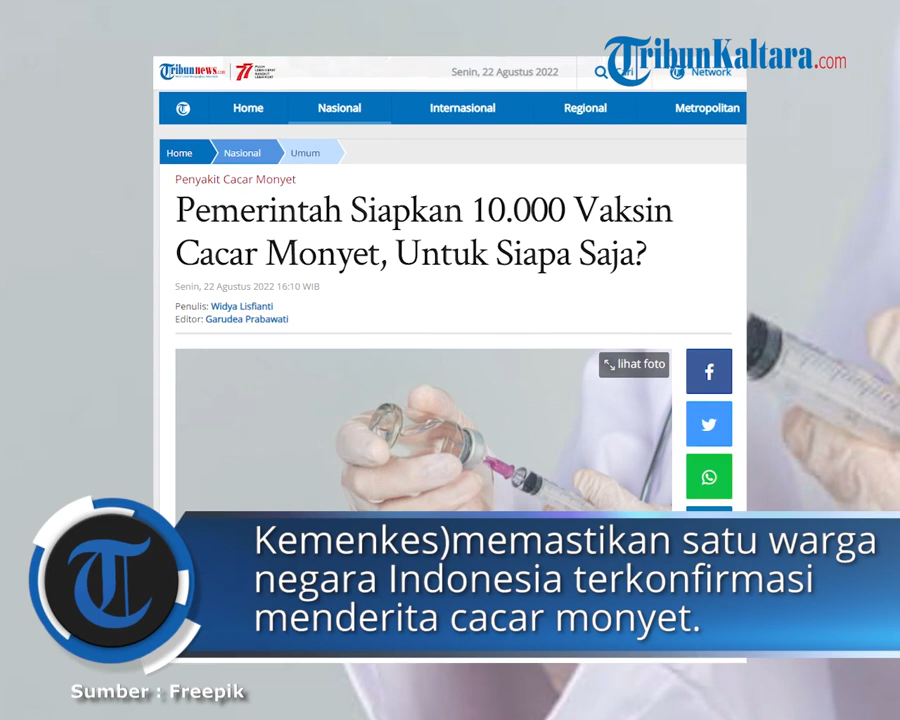 TribunKaltara.com
Tribunnews.com 77
Senin, 22 Agustus 2022 Cari Network
Home Nasional Internasional Regional Metropolitan
Home Nasional Umum
Penyakit Cacar Monyet
Pemerintah Siapkan 10.000 Vaksin
Cacar Monyet, Untuk Siapa Saja?
Senin, 22 Agustus 2022 16:10 WIB
Penulis: Widya Lisfianti
Editor: Garudea Prabawati
lihat foto
Kemenkes)memastikan satu warga
negara Indonesia terkonfirmasi
menderita cacar monyet.
Sumber : Freepik